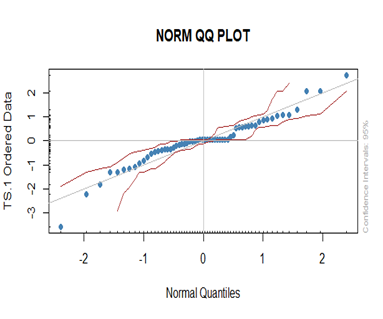 NORM QQ PLOT
TS.1 Ordered Data
2
1
0
-1
-2
-3
-2
-1
0
1
2
Normal Quantiles
Confidence Intervals: 95%